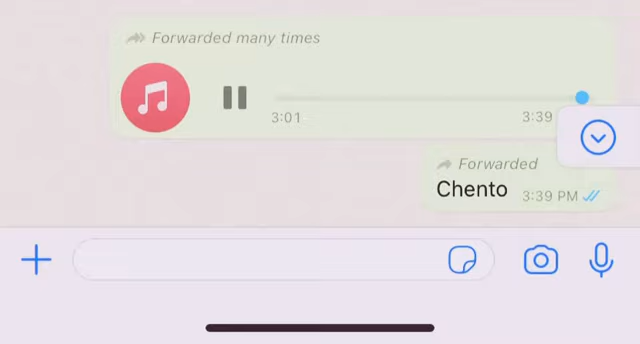 Forwarded many times
3:01
3:39
Forwarded
Chento
3:39 PM